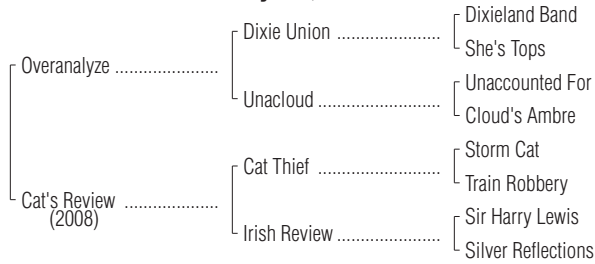 Dixieland Band
Dixie Union ....................
She's Tops
Overanalyze ....................
Unaccounted For
Unacloud ........................
Cloud's Ambre
Storm Cat
Cat Thief ........................
Train Robbery
Cat's Review ..................
(2008)
Sir Harry Lewis
Irish Review ....................
Silver Reflections